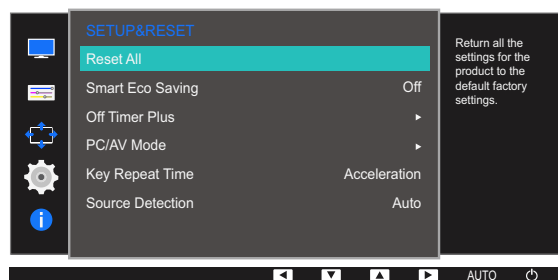 SETUP&RESET
Reset All
Smart Eco Saving Off
Off Timer Plus ►
PC/AV Mode ►
Key Repeat Time Acceleration
Source Detection Auto
Return all the
settings for the
product to the
default factory
settings.
AUTO